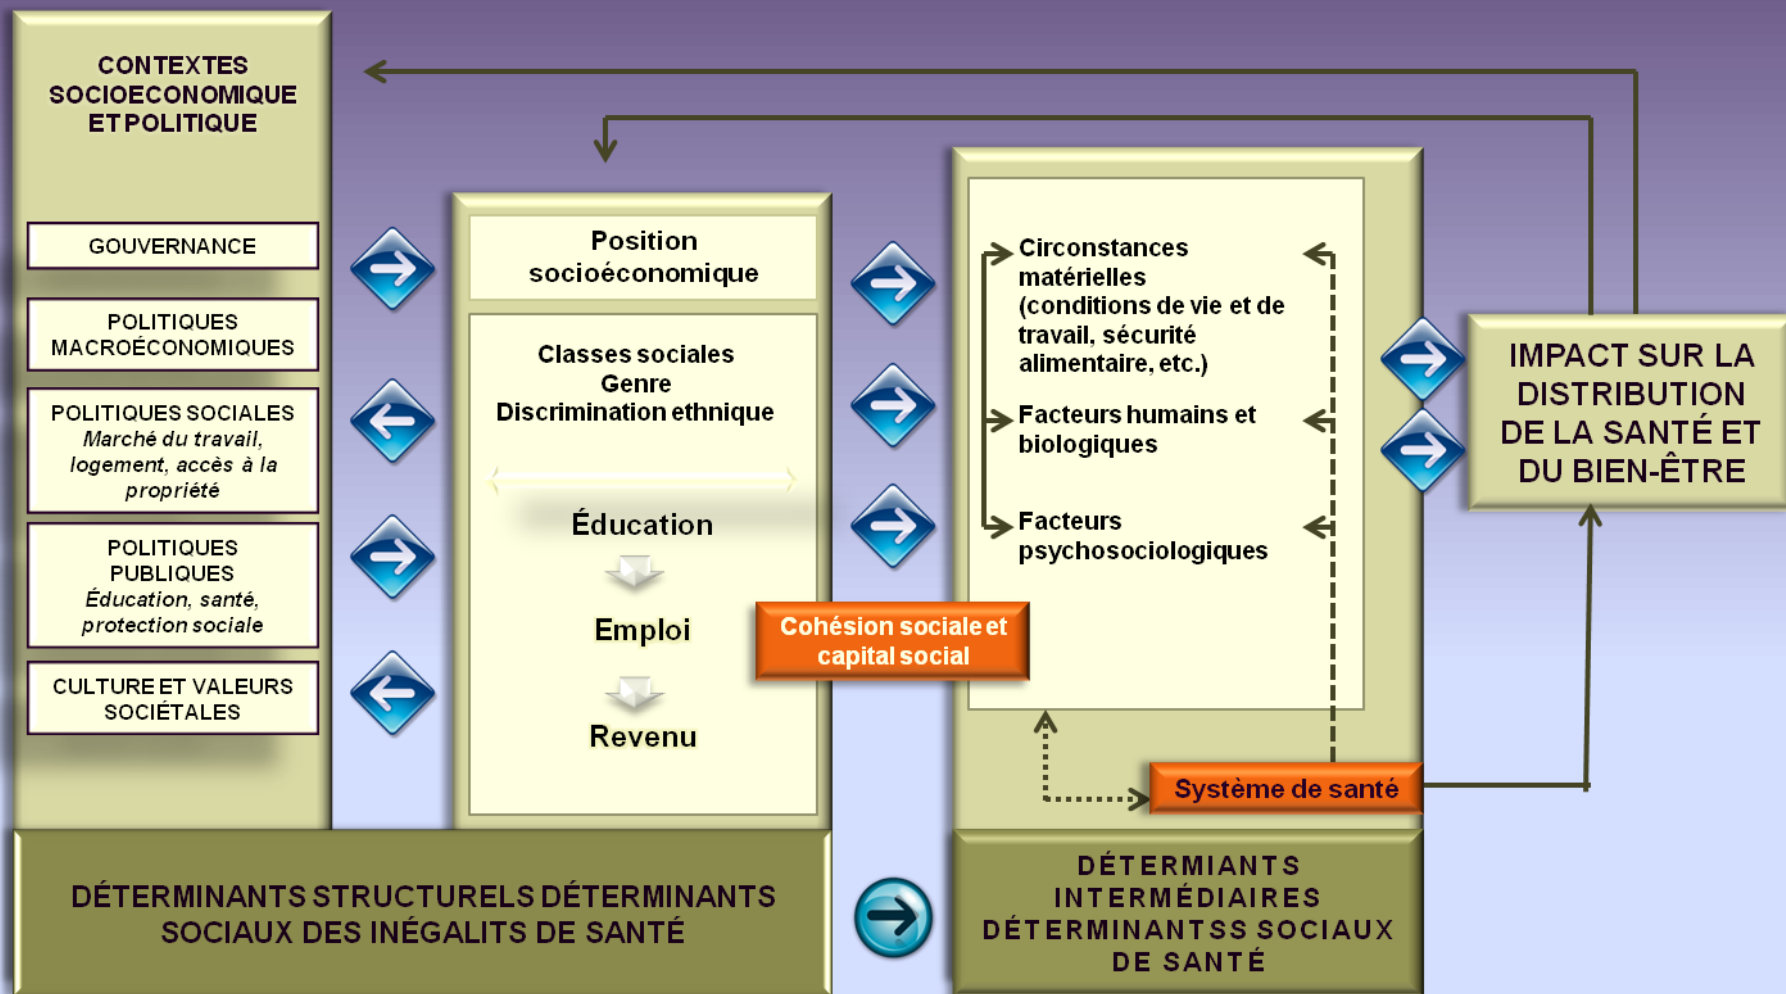 CONTEXTES
SOCIOECONOMIQUE
ET POLITIQUE
GOUVERNANCE
POLITIQUES
MACROÉCONOMIQUES
POLITIQUES SOCIALES
Marché du travail,
logement, accès à la
propriété
POLITIQUES
PUBLIQUES
Éducation, santé,
protection sociale
CULTURE ET VALEURS
SOCIÉTALES
Position
socioéconomique
Classes sociales
Genre
Discrimination ethnique
Éducation
Emploi
Revenu
Cohésion sociale et
capital social
Circonstances
matérielles
(conditions de vie et de
travail, sécurité
alimentaire, etc.)
Facteurs humains et
biologiques
Facteurs
psychosociologiques
Système de santé
IMPACT SUR LA
DISTRIBUTION
DE LA SANTÉ ET
DU BIEN-ÊTRE
DÉTERMINANTS STRUCTURELS DÉTERMINANTS
SOCIAUX DES INÉGALITS DE SANTÉ
DÉTERMIANTS
INTERMÉDIAIRES
DÉTERMINANTSS SOCIAUX
DE SANTÉ